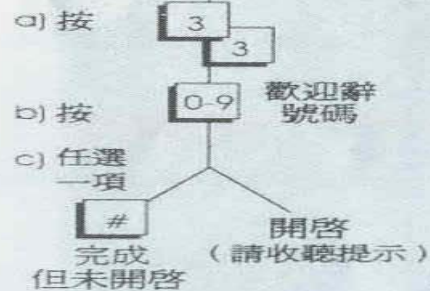 a) 按 3 3
b) 按 0-9 歡迎辭
號碼
c) 任選
一項
#
完成
但未開啓
開啓
（請收聽提示）